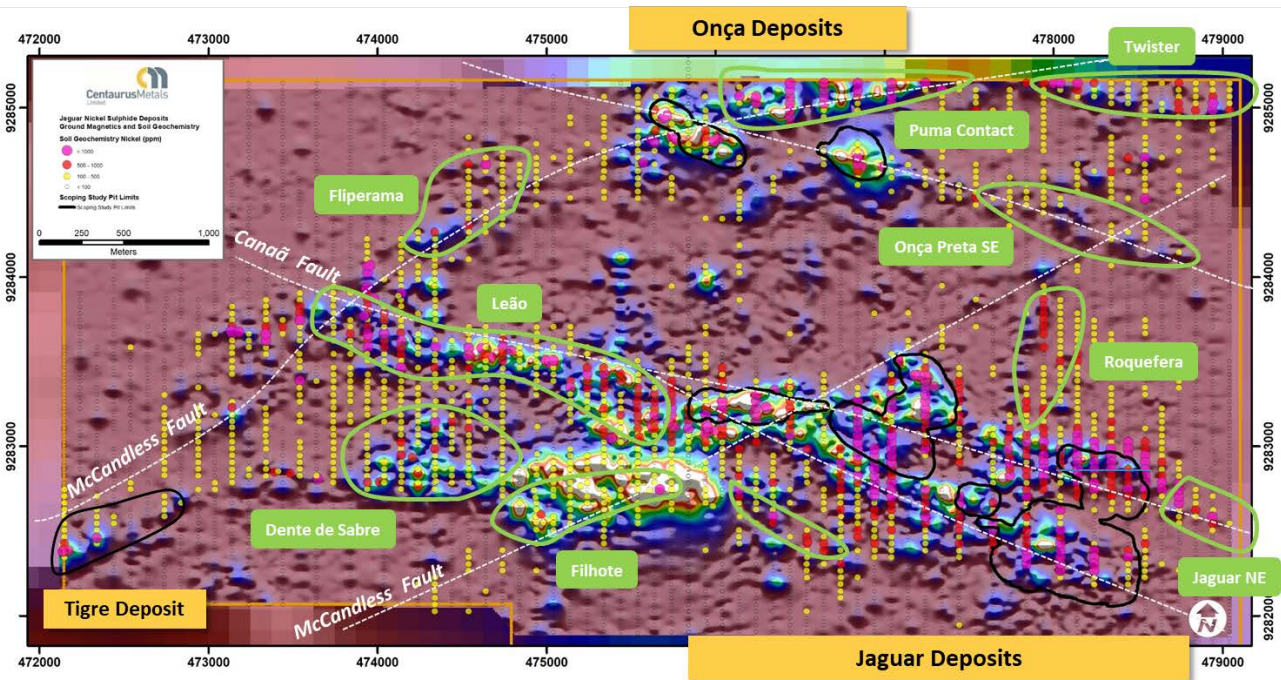 Onça Deposits
472000
473000
474000
475000
478000
479000
Twister
CentaurusMetals
Limited
Jaguar Nickel Sulphide Deposits
Ground Magnetics and Soil Geochemistry
Soil Geochemistry Nickel (ppm)
> 1000
500 - 1000
100 - 500
< 100
Scoping Study Pit Limits
Scoping Study Pit Limits
0 250 500 1,000
Meters
9285000
9285000
Puma Contact
Fliperama
Onça Preta SE
Canaã Fault
9284000
9284000
Leão
Roquefera
9283000
9283000
McCandless Fault
Dente de Sabre
Filhote
Jaguar NE
Tigre Deposit
McCandless Fault
N
9282000
Jaguar Deposits
472000
473000
474000
475000
478000
479000